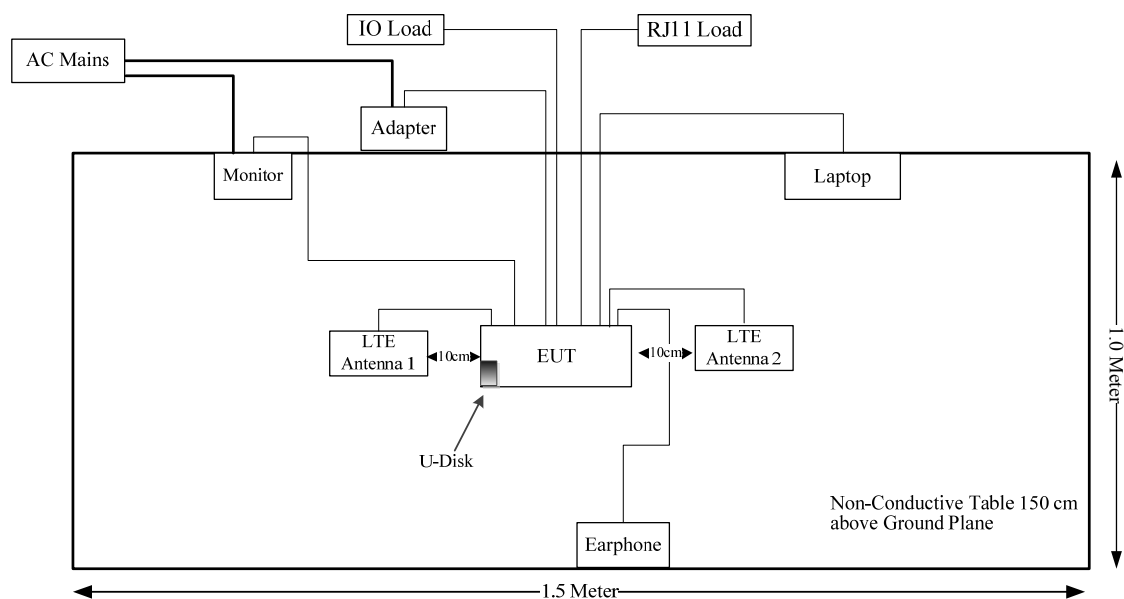 IO Load
RJ11 Load
AC Mains
Adapter
Monitor
Laptop
LTE
Antenna 1
10cm
EUT
10cm
LTE
Antenna 2
1.0 Meter
U-Disk
Non-Conductive Table 150 cm
above Ground Plane
Earphone
1.5 Meter